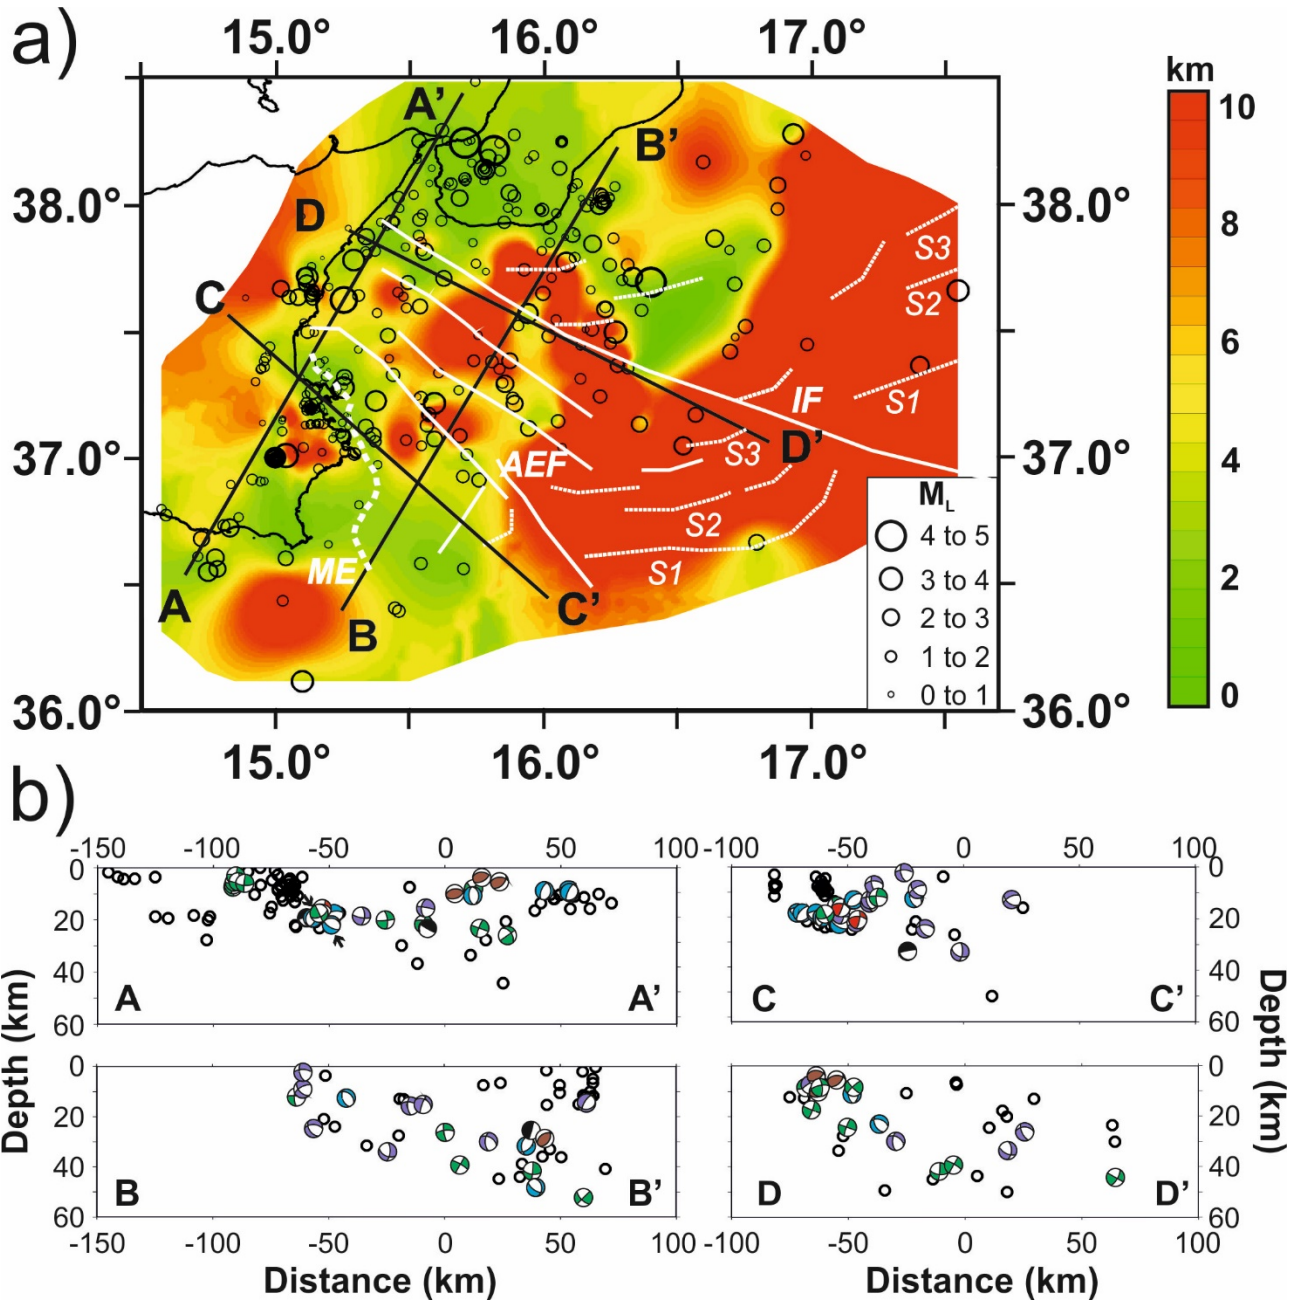 a)
15.0° 16.0° 17.0°
km
A'
B'
10
38.0° D 38.0°
S3
8
C
S2
6
S1
IF
37.0° D' 37.0°
AEF S3
4
M_L
S2
4 to 5
ME S1
3 to 4
2
A C'
2 to 3
B
1 to 2
0 to 1
0
36.0° 36.0°
15.0° 16.0° 17.0°
b)
-150 -100 -50 0 50 100 -100 -50 0 50 100
0 0
20 20
40 40
A A' C C'
60 60
Depth (km) Depth (km)
0 0
20 20
40 40
B B' D D'
60 60
-150 -100 -50 0 50 100 -100 -50 0 50 100
Distance (km) Distance (km)